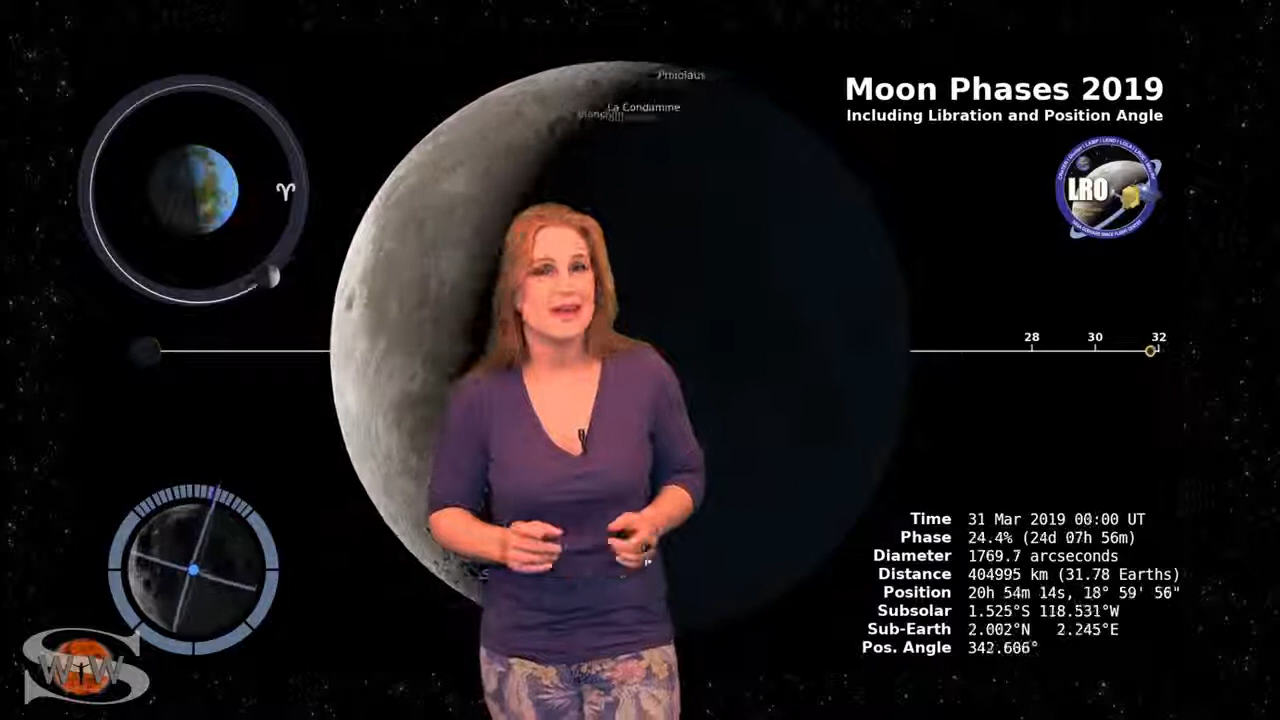 Moon Phases 2019
Including Libration and Position Angle
La Condamine
♈
LRO
28 30 32
Time 31 Mar 2019 00:00 UT
Phase 24.4% (24d 07h 56m)
Diameter 1769.7 arcseconds
Distance 404995 km (31.78 Earths)
Position 20h 54m 14s, 18° 59' 56"
Subsolar 1.525°S 118.531°W
Sub-Earth 2.002°N 2.245°E
Pos. Angle 342.606°
SWW